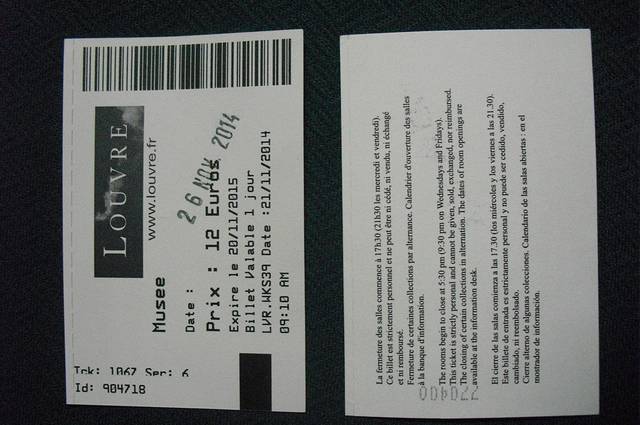 LOUVRE
www.louvre.fr
Musee
Date :
26 NOV 2014
Prix : 12 Euros
Expire le 20/11/2015
Billet Valable 1 jour
LVR.WKS39 Date :21/11/2014
09:10 AM
Tck: 1067 Ser: 6
Id: 904718
La fermeture des salles commence à 17h30 (21h30 les mercredi et vendredi).
Ce billet est strictement personnel et ne peut être ni cédé, ni vendu, ni échangé
et ni remboursé.
Fermeture de certaines collections par alternance. Calendrier d'ouverture des salles
à la banque d'information.
The rooms begin to close at 5:30 pm (9:30 pm on Wednesdays and Fridays).
This ticket is strictly personal and cannot be given, sold, exchanged, nor reimbursed.
The closing of certain collections in alternation. The dates of room openings are
available at the information desk.
El cierre de las salas comienza a las 17.30 (los miércoles y los viernes a las 21.30).
Este billete de entrada es estrictamente personal y no puede ser cedido, vendido,
cambiado, ni reembolsado.
Cierre alterno de algunas colecciones. Calendario de las salas abiertas : en el
mostrador de información.